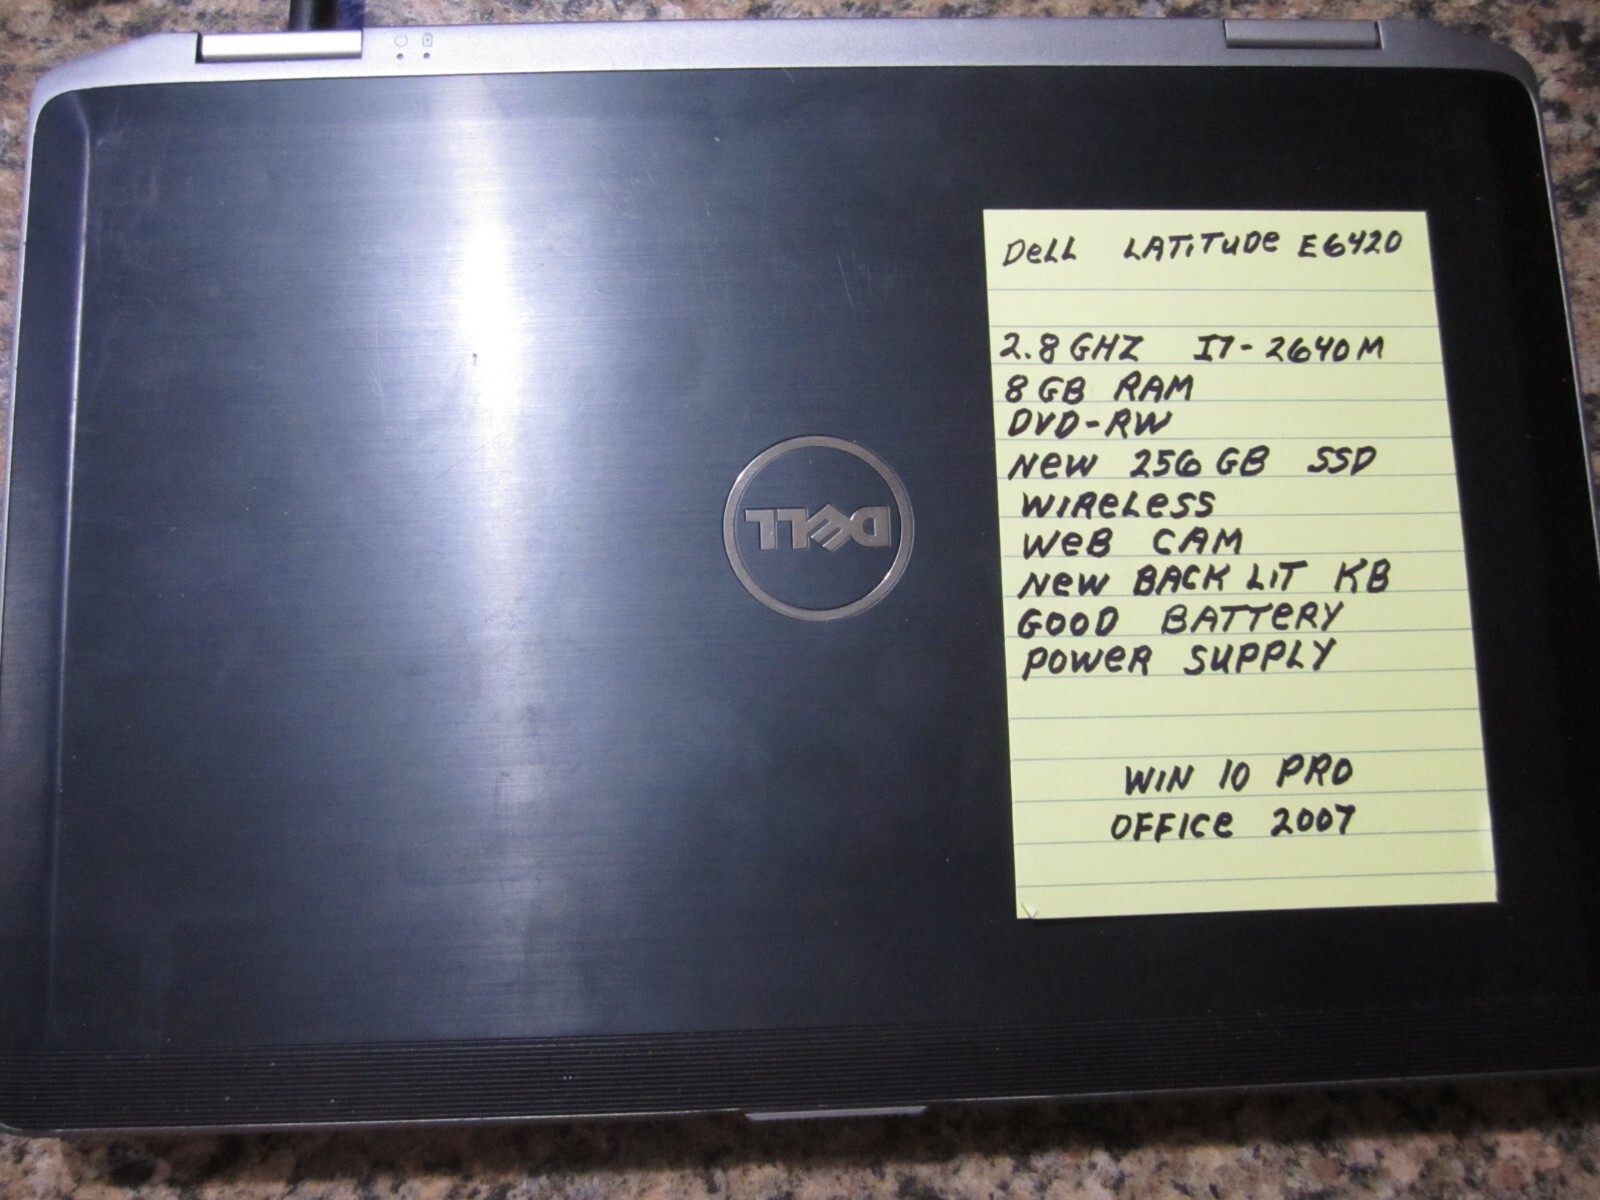 DELL LATITUDE E6420
2.8 GHZ I7-2640M
8 GB RAM
DVD-RW
NEW 256 GB SSD
WIRELESS
WEB CAM
NEW BACK LIT KB
GOOD BATTERY
POWER SUPPLY
WIN 10 PRO
OFFICE 2007
DELL